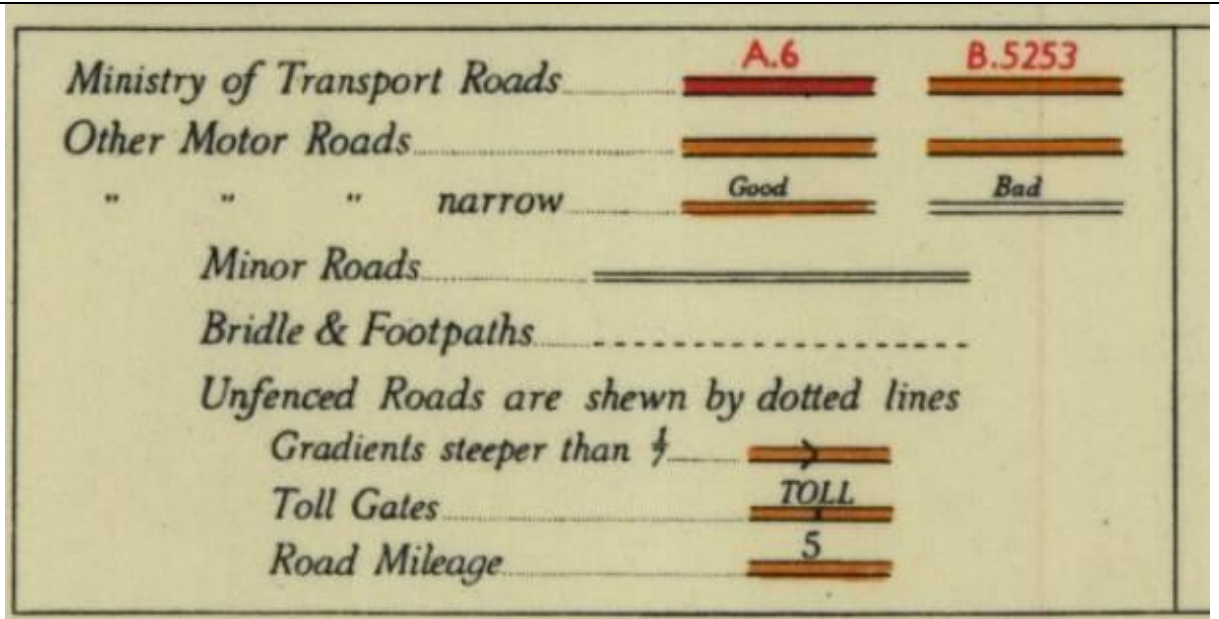 Ministry of Transport Roads A.6 B.5253
Other Motor Roads
" " " narrow Good Bad
Minor Roads
Bridle & Footpaths
Unfenced Roads are shewn by dotted lines
Gradients steeper than 1/7
Toll Gates TOLL
Road Mileage 5